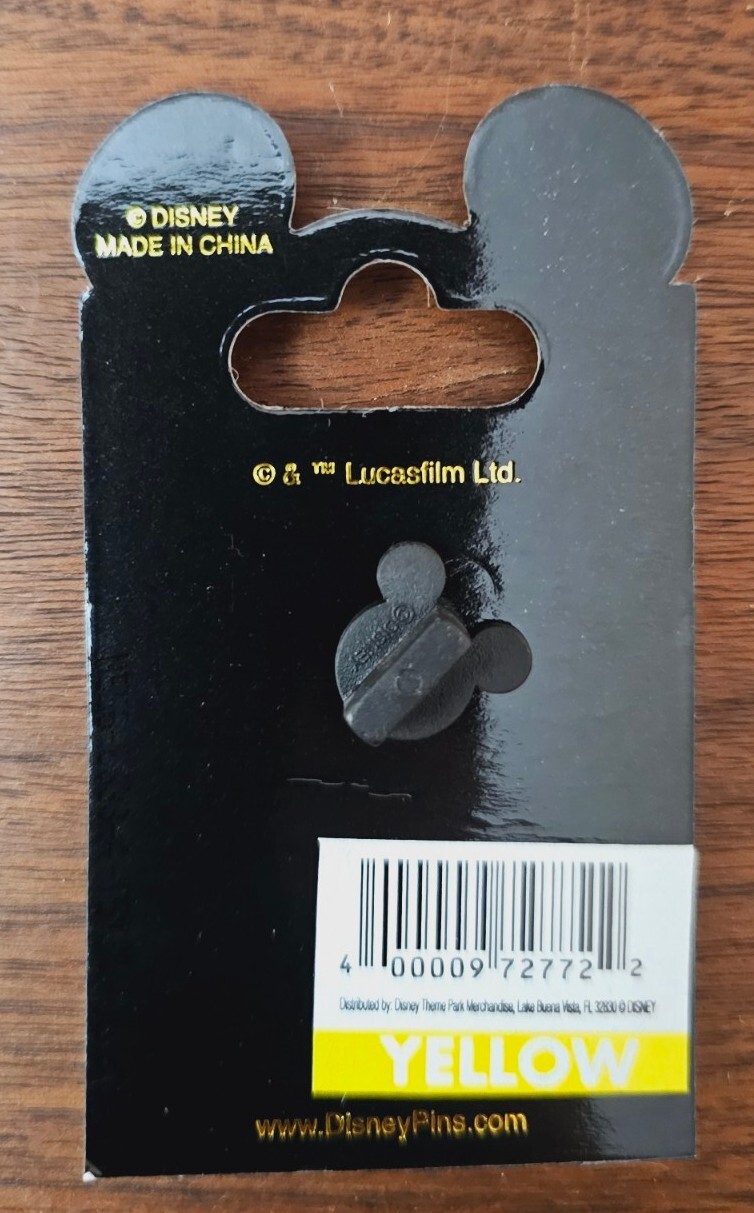 © DISNEY
MADE IN CHINA
© & ™ Lucasfilm Ltd.
4 00009 72772 2
Distributed by: Disney Theme Park Merchandise, Lake Buena Vista, FL 32830 © DISNEY
YELLOW
www.DisneyPins.com